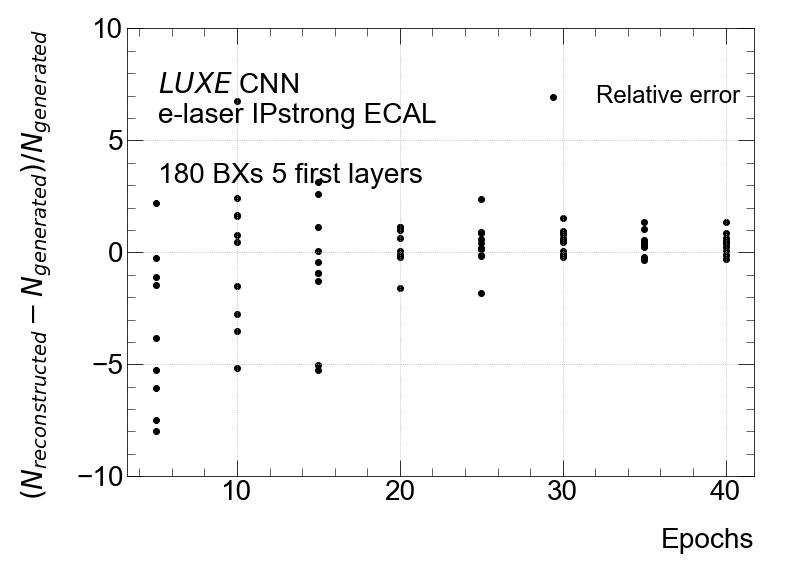 10
LUXE CNN
e-laser IPstrong ECAL
Relative error
5
180 BXs 5 first layers
0
−5
−10
10 20 30 40
Epochs
(N_reconstructed − N_generated)/N_generated